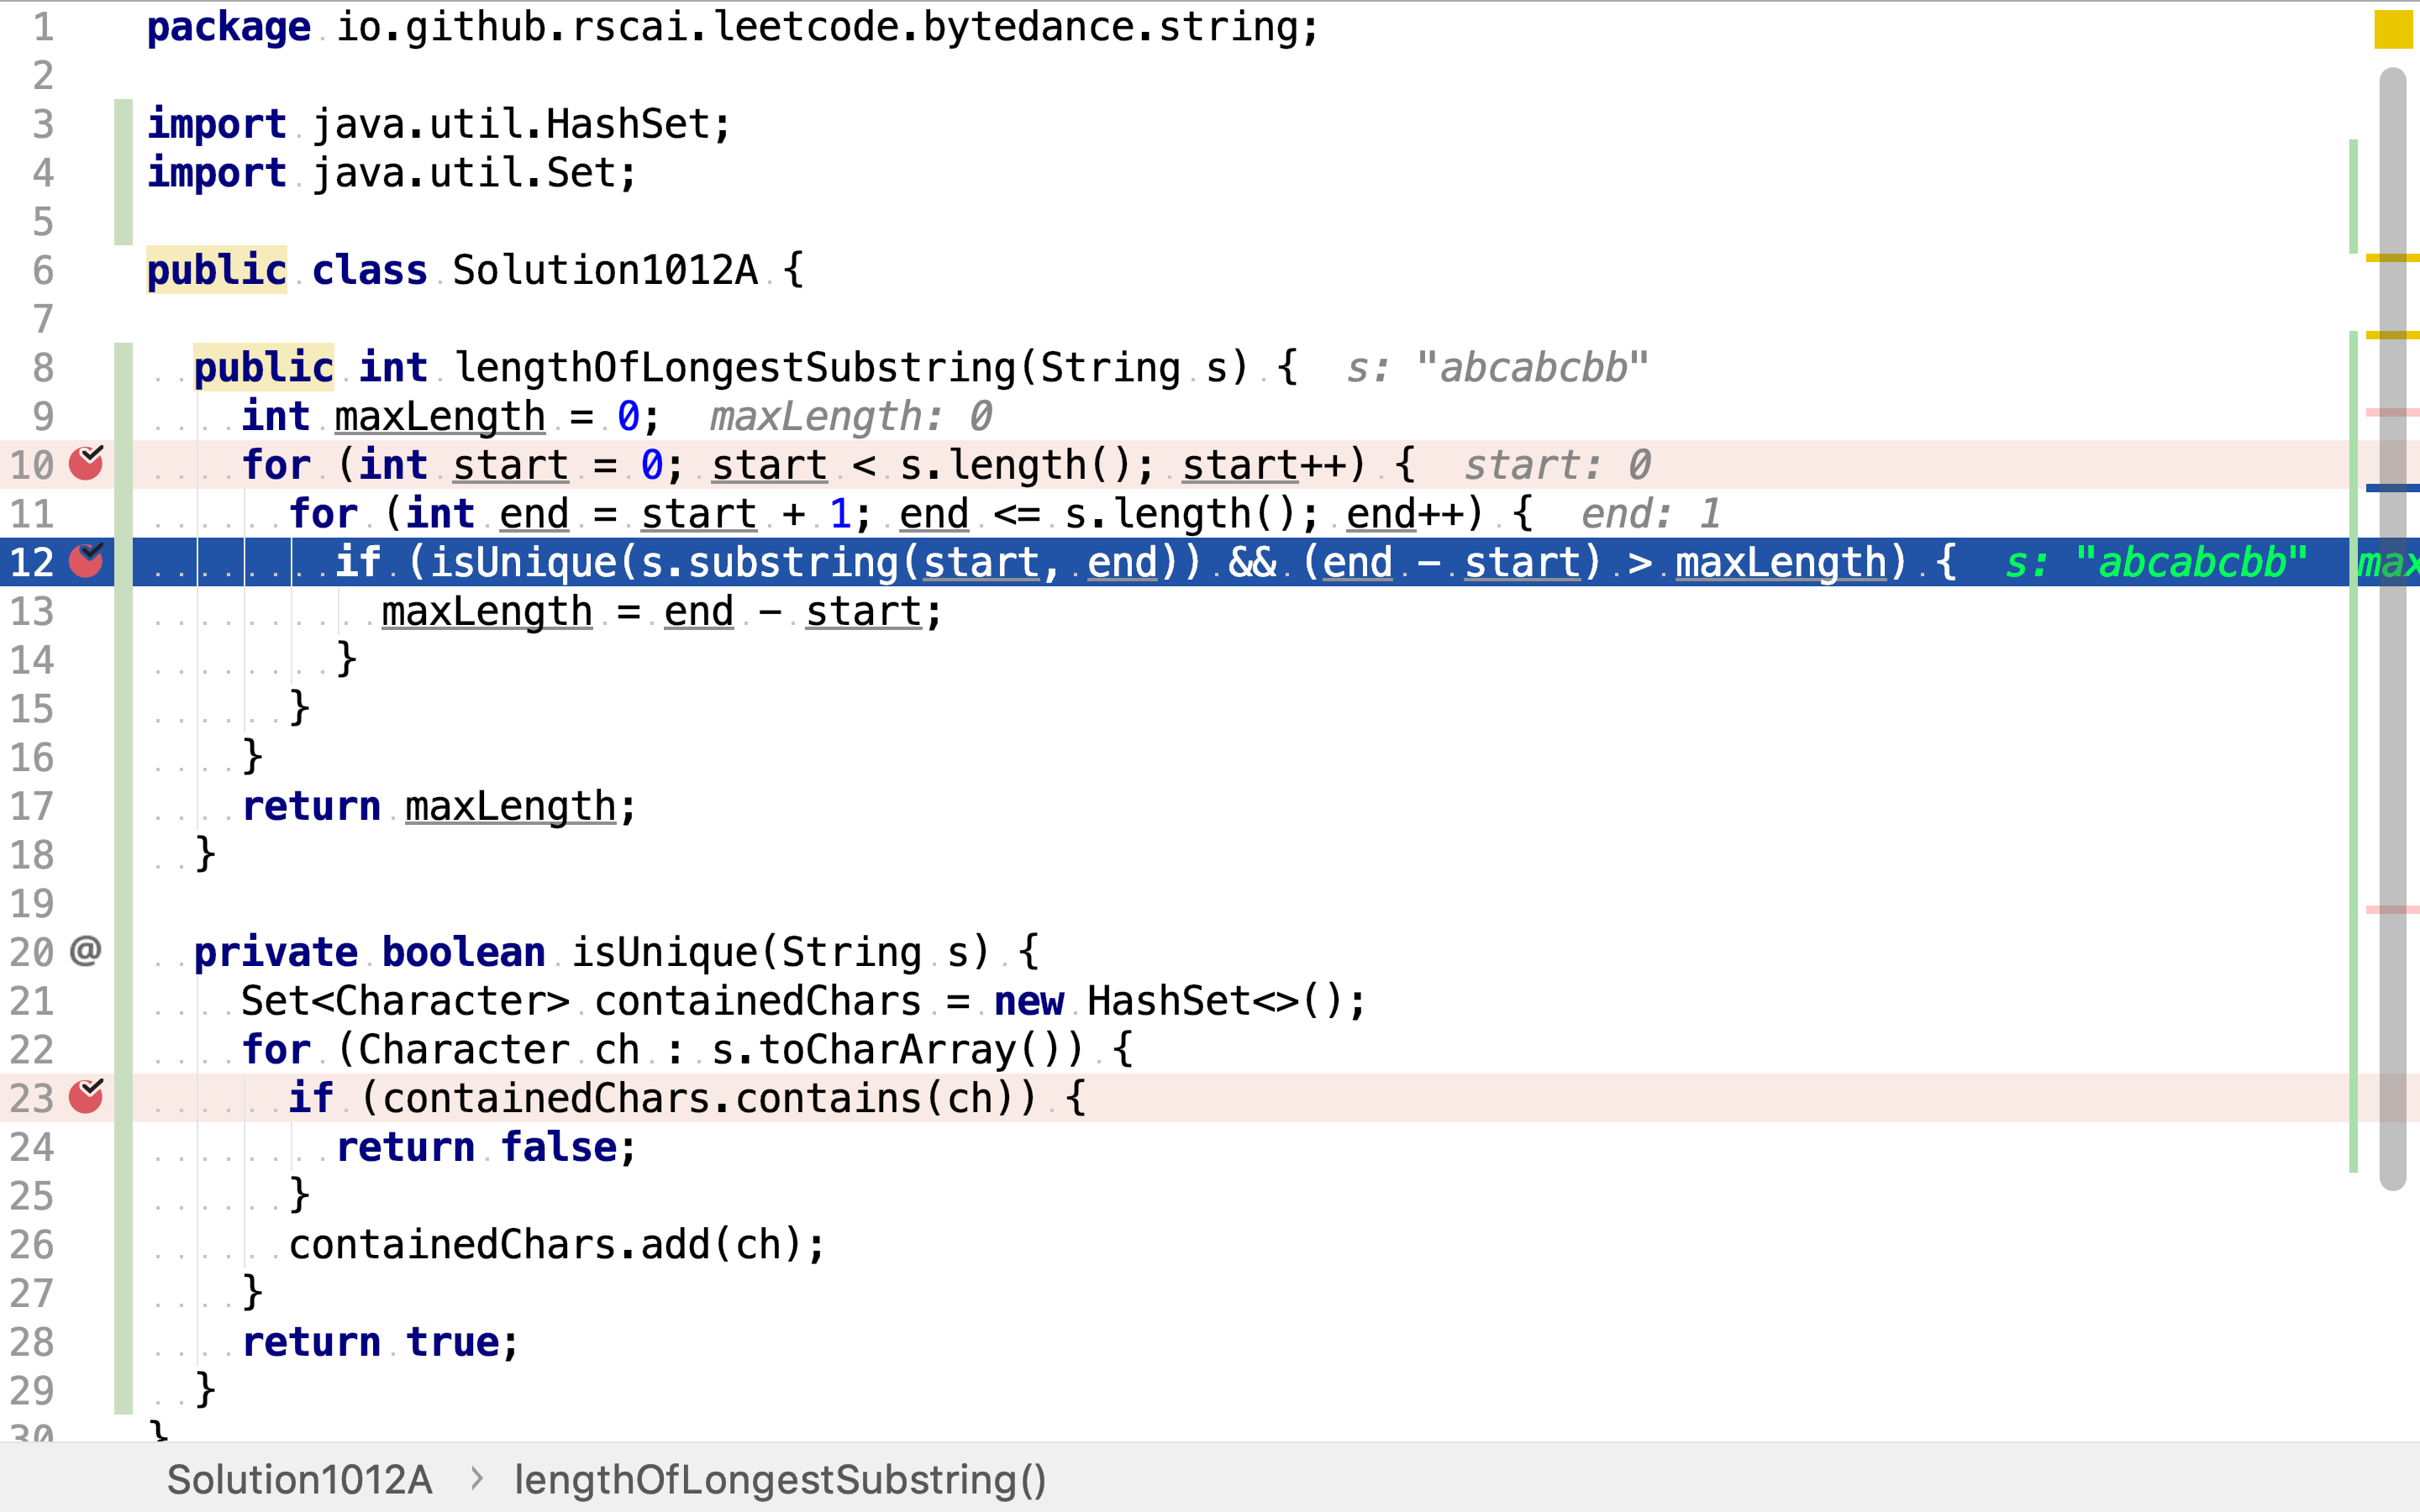 1 package io.github.rscai.leetcode.bytedance.string;
2
3 import java.util.HashSet;
4 import java.util.Set;
5
6 public class Solution1012A {
7
8 public int lengthOfLongestSubstring(String s) { s: "abcabcbb"
9 int maxLength = 0; maxLength: 0
10 for (int start = 0; start < s.length(); start++) { start: 0
11 for (int end = start + 1; end <= s.length(); end++) { end: 1
12 if (isUnique(s.substring(start, end)) && (end - start) > maxLength) { s: "abcabcbb" max
13 maxLength = end - start;
14 }
15 }
16 }
17 return maxLength;
18 }
19
20 @ private boolean isUnique(String s) {
21 Set<Character> containedChars = new HashSet<>();
22 for (Character ch : s.toCharArray()) {
23 if (containedChars.contains(ch)) {
24 return false;
25 }
26 containedChars.add(ch);
27 }
28 return true;
29 }
30 }
Solution1012A > lengthOfLongestSubstring()